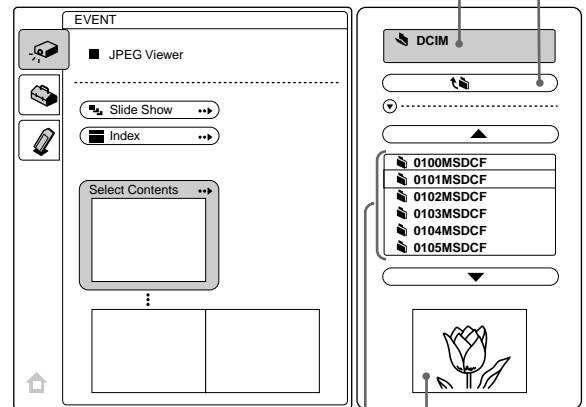 EVENT
JPEG Viewer
Slide Show
Index
Select Contents
DCIM
0100MSDCF
0101MSDCF
0102MSDCF
0103MSDCF
0104MSDCF
0105MSDCF